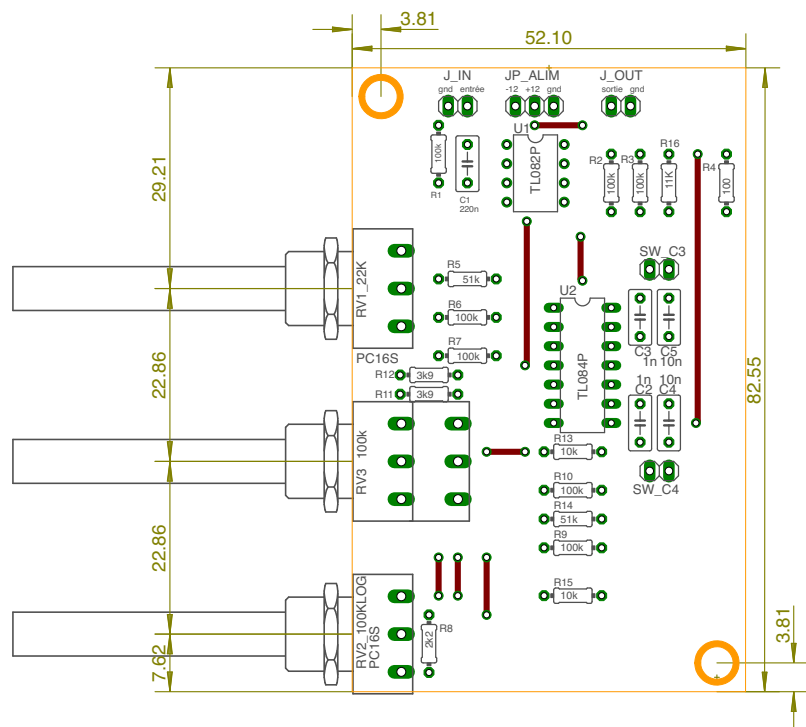 3.81
52.10
J_IN
JP_ALIM
J_OUT
gnd entrée
-12 +12 gnd
sortie gnd
U1
100k
R1
C1
220n
TL082P
R2
100k
R3
100k
R16
11K
R4
100
29.21
RV1_22K
R5
51k
SW_C3
U2
R6
100k
R7
100k
C3 C5
1n 10n
TL084P
PC16S
R12
3k9
R11
3k9
1n 10n
C2 C4
82.55
22.86
RV3 100k
R13
10k
SW_C4
R10
100k
R14
51k
R9
100k
22.86
R15
10k
RV2_100KLOG
PC16S
R8
2k2
7.62
3.81